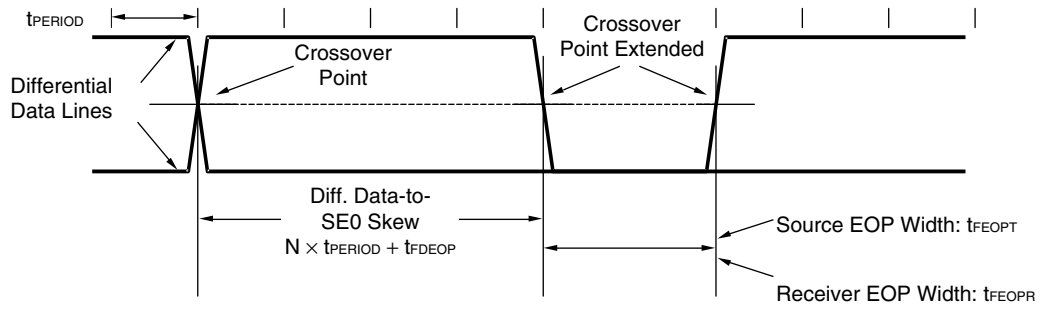 tPERIOD
Crossover
Point
Crossover
Point Extended
Differential
Data Lines
Diff. Data-to-
SE0 Skew
N × tPERIOD + tFDEOP
Source EOP Width: tFEOPT
Receiver EOP Width: tFEOPR